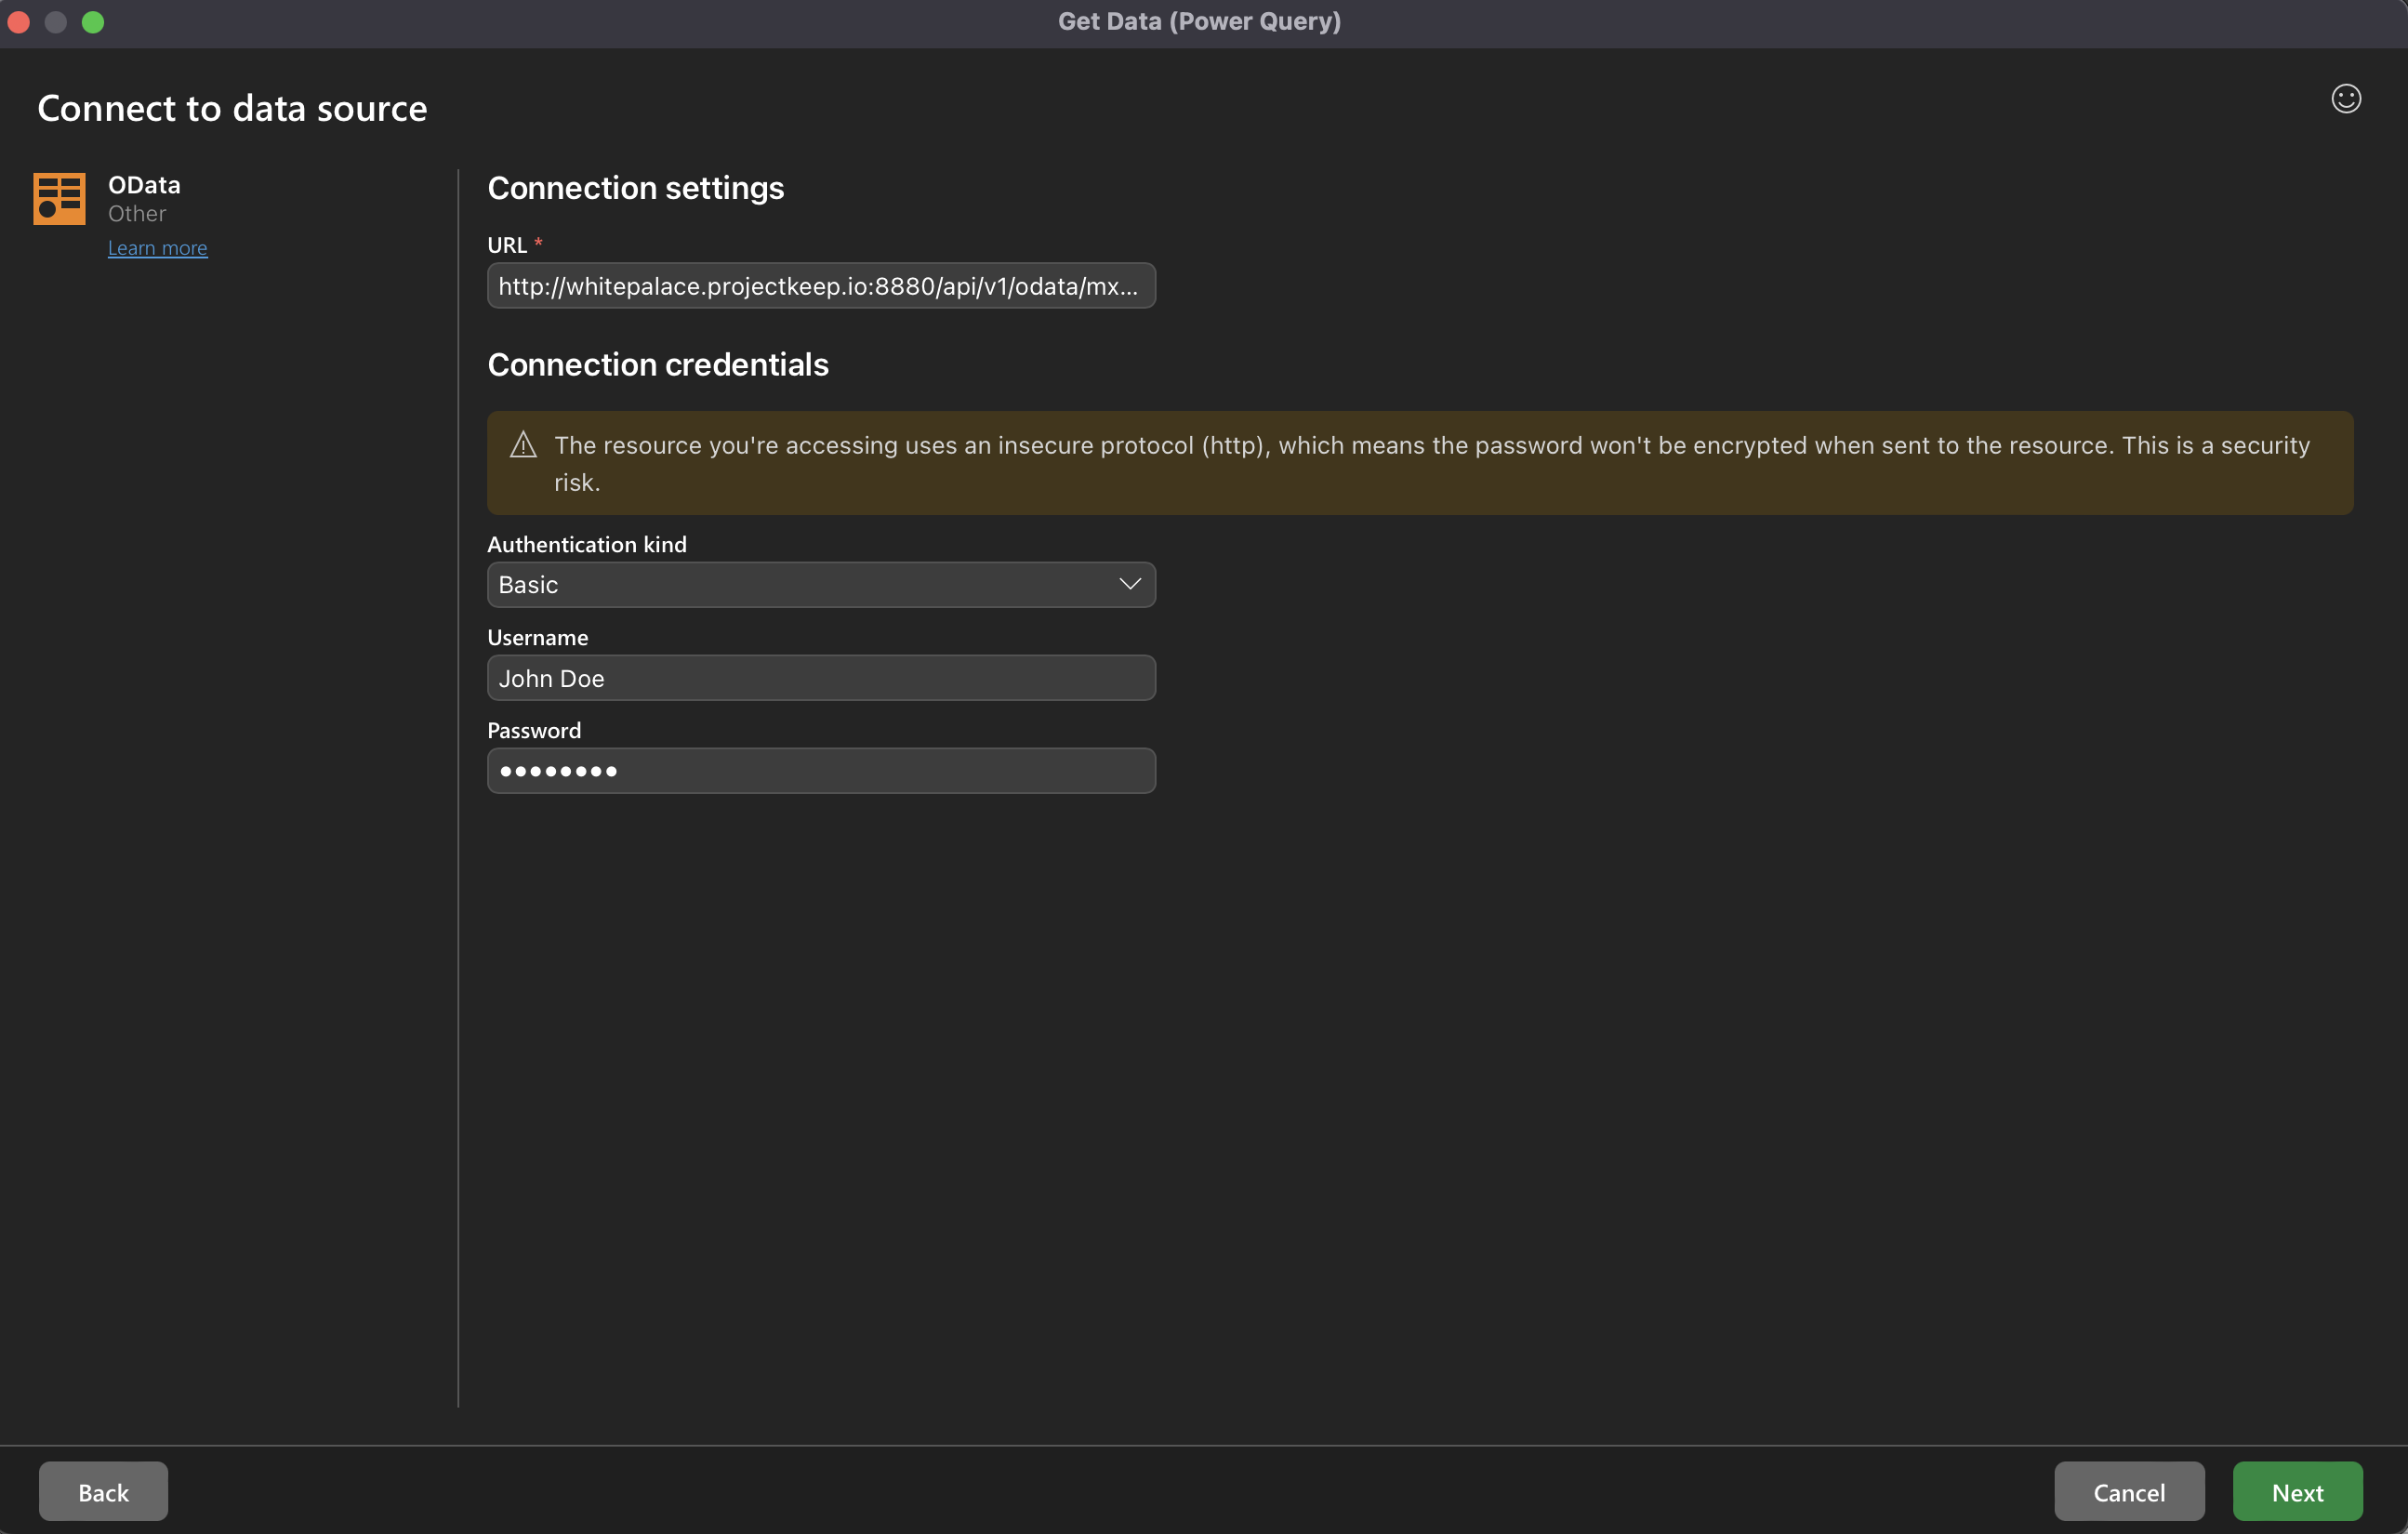 Get Data (Power Query)
Connect to data source
OData
Other
Learn more
Connection settings
URL *
http://whitepalace.projectkeep.io:8880/api/v1/odata/mx...
Connection credentials
The resource you're accessing uses an insecure protocol (http), which means the password won't be encrypted when sent to the resource. This is a security
risk.
Authentication kind
Basic
Username
John Doe
Password
••••••••
Back
Cancel
Next